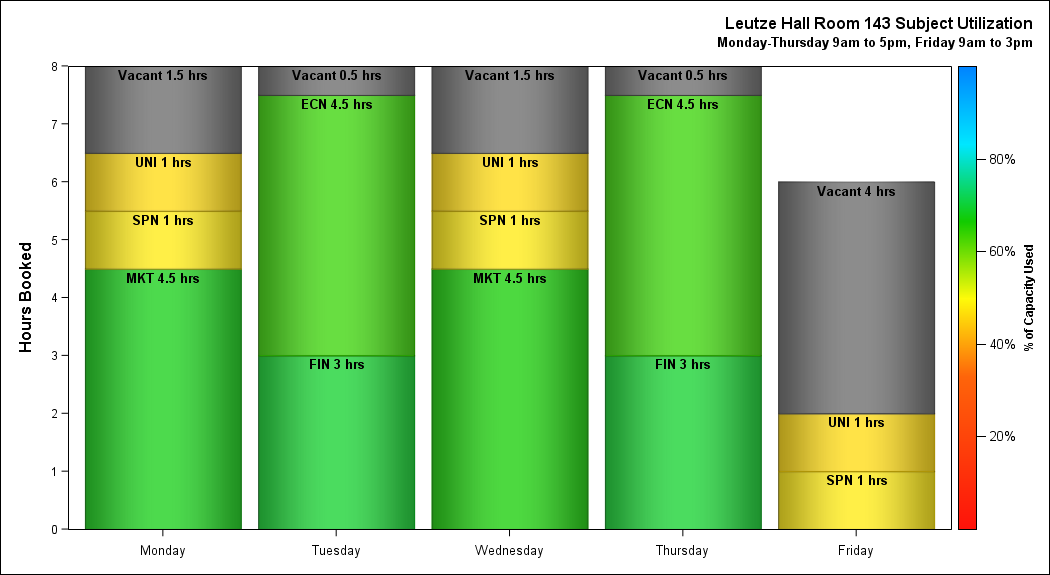 Leutze Hall Room 143 Subject Utilization
Monday-Thursday 9am to 5pm, Friday 9am to 3pm
Hours Booked
8
7
6
5
4
3
2
1
0
Vacant 1.5 hrs
UNI 1 hrs
SPN 1 hrs
MKT 4.5 hrs
Vacant 0.5 hrs
ECN 4.5 hrs
FIN 3 hrs
Vacant 1.5 hrs
UNI 1 hrs
SPN 1 hrs
MKT 4.5 hrs
Vacant 0.5 hrs
ECN 4.5 hrs
FIN 3 hrs
Vacant 4 hrs
UNI 1 hrs
SPN 1 hrs
Monday Tuesday Wednesday Thursday Friday
80%
60%
40%
20%
% of Capacity Used